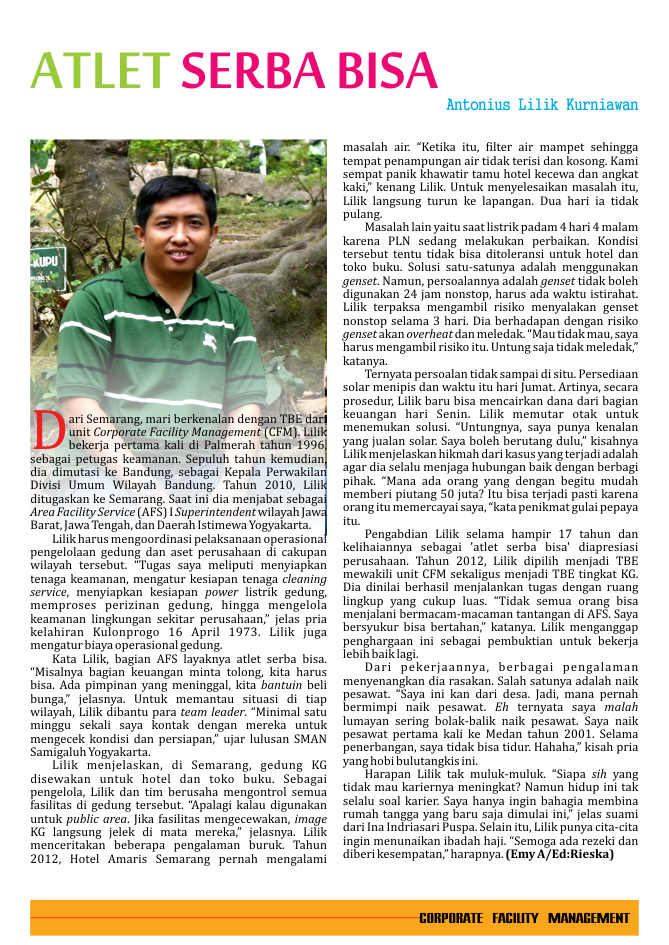 ATLET SERBA BISA
Antonius Lilik Kurniawan
KUPU
Dari Semarang, mari berkenalan dengan TBE dari
unit Corporate Facility Management (CFM). Lilik
bekerja pertama kali di Palmerah tahun 1996,
sebagai petugas keamanan. Sepuluh tahun kemudian,
dia dimutasi ke Bandung, sebagai Kepala Perwakilan
Divisi Umum Wilayah Bandung. Tahun 2010, Lilik
ditugaskan ke Semarang. Saat ini dia menjabat sebagai
Area Facility Service (AFS) I Superintendent wilayah Jawa
Barat, Jawa Tengah, dan Daerah Istimewa Yogyakarta.
Lilik harus mengoordinasi pelaksanaan operasional
pengelolaan gedung dan aset perusahaan di cakupan
wilayah tersebut. “Tugas saya meliputi menyiapkan
tenaga keamanan, mengatur kesiapan tenaga cleaning
service, menyiapkan kesiapan power listrik gedung,
memproses perizinan gedung, hingga mengelola
keamanan lingkungan sekitar perusahaan,” jelas pria
kelahiran Kulonprogo 16 April 1973. Lilik juga
mengatur biaya operasional gedung.
Kata Lilik, bagian AFS layaknya atlet serba bisa.
“Misalnya bagian keuangan minta tolong, kita harus
bisa. Ada pimpinan yang meninggal, kita bantuin beli
bunga,” jelasnya. Untuk memantau situasi di tiap
wilayah, Lilik dibantu para team leader. “Minimal satu
minggu sekali saya kontak dengan mereka untuk
mengecek kondisi dan persiapan,” ujar lulusan SMAN
Samigaluh Yogyakarta.
Lilik menjelaskan, di Semarang, gedung KG
disewakan untuk hotel dan toko buku. Sebagai
pengelola, Lilik dan tim berusaha mengontrol semua
fasilitas di gedung tersebut. “Apalagi kalau digunakan
untuk public area. Jika fasilitas mengecewakan, image
KG langsung jelek di mata mereka,” jelasnya. Lilik
menceritakan beberapa pengalaman buruk. Tahun
2012, Hotel Amaris Semarang pernah mengalami
masalah air. “Ketika itu, filter air mampet sehingga
tempat penampungan air tidak terisi dan kosong. Kami
sempat panik khawatir tamu hotel kecewa dan angkat
kaki,” kenang Lilik. Untuk menyelesaikan masalah itu,
Lilik langsung turun ke lapangan. Dua hari ia tidak
pulang.
Masalah lain yaitu saat listrik padam 4 hari 4 malam
karena PLN sedang melakukan perbaikan. Kondisi
tersebut tentu tidak bisa ditoleransi untuk hotel dan
toko buku. Solusi satu-satunya adalah menggunakan
genset. Namun, persoalannya adalah genset tidak boleh
digunakan 24 jam nonstop, harus ada waktu istirahat.
Lilik terpaksa mengambil risiko menyalakan genset
nonstop selama 3 hari. Dia berhadapan dengan risiko
genset akan overheat dan meledak. “Mau tidak mau, saya
harus mengambil risiko itu. Untung saja tidak meledak,”
katanya.
Ternyata persoalan tidak sampai di situ. Persediaan
solar menipis dan waktu itu hari Jumat. Artinya, secara
prosedur, Lilik baru bisa mencairkan dana dari bagian
keuangan hari Senin. Lilik memutar otak untuk
menemukan solusi. “Untungnya, saya punya kenalan
yang jualan solar. Saya boleh berutang dulu,” kisahnya
Lilik menjelaskan hikmah dari kasus yang terjadi adalah
agar dia selalu menjaga hubungan baik dengan berbagi
pihak. “Mana ada orang yang dengan begitu mudah
memberi piutang 50 juta? Itu bisa terjadi pasti karena
orang itu memercayai saya, “kata penikmat gulai pepaya
itu.
Pengabdian Lilik selama hampir 17 tahun dan
kelihaiannya sebagai 'atlet serba bisa' diapresiasi
perusahaan. Tahun 2012, Lilik dipilih menjadi TBE
mewakili unit CFM sekaligus menjadi TBE tingkat KG.
Dia dinilai berhasil menjalankan tugas dengan ruang
lingkup yang cukup luas. “Tidak semua orang bisa
menjalani bermacam-macaman tantangan di AFS. Saya
bersyukur bisa bertahan,” katanya. Lilik menganggap
penghargaan ini sebagai pembuktian untuk bekerja
lebih baik lagi.
Dari pekerjaannya, berbagai pengalaman
menyenangkan dia rasakan. Salah satunya adalah naik
pesawat. “Saya ini kan dari desa. Jadi, mana pernah
bermimpi naik pesawat. Eh ternyata saya malah
lumayan sering bolak-balik naik pesawat. Saya naik
pesawat pertama kali ke Medan tahun 2001. Selama
penerbangan, saya tidak bisa tidur. Hahaha,” kisah pria
yang hobi bulutangkis ini.
Harapan Lilik tak muluk-muluk. “Siapa sih yang
tidak mau kariernya meningkat? Namun hidup ini tak
selalu soal karier. Saya hanya ingin bahagia membina
rumah tangga yang baru saja dimulai ini,” jelas suami
dari Ina Indriasari Puspa. Selain itu, Lilik punya cita-cita
ingin menunaikan ibadah haji. “Semoga ada rezeki dan
diberi kesempatan,” harapnya. (Emy A/Ed:Rieska)
CORPORATE FACILITY MANAGEMENT